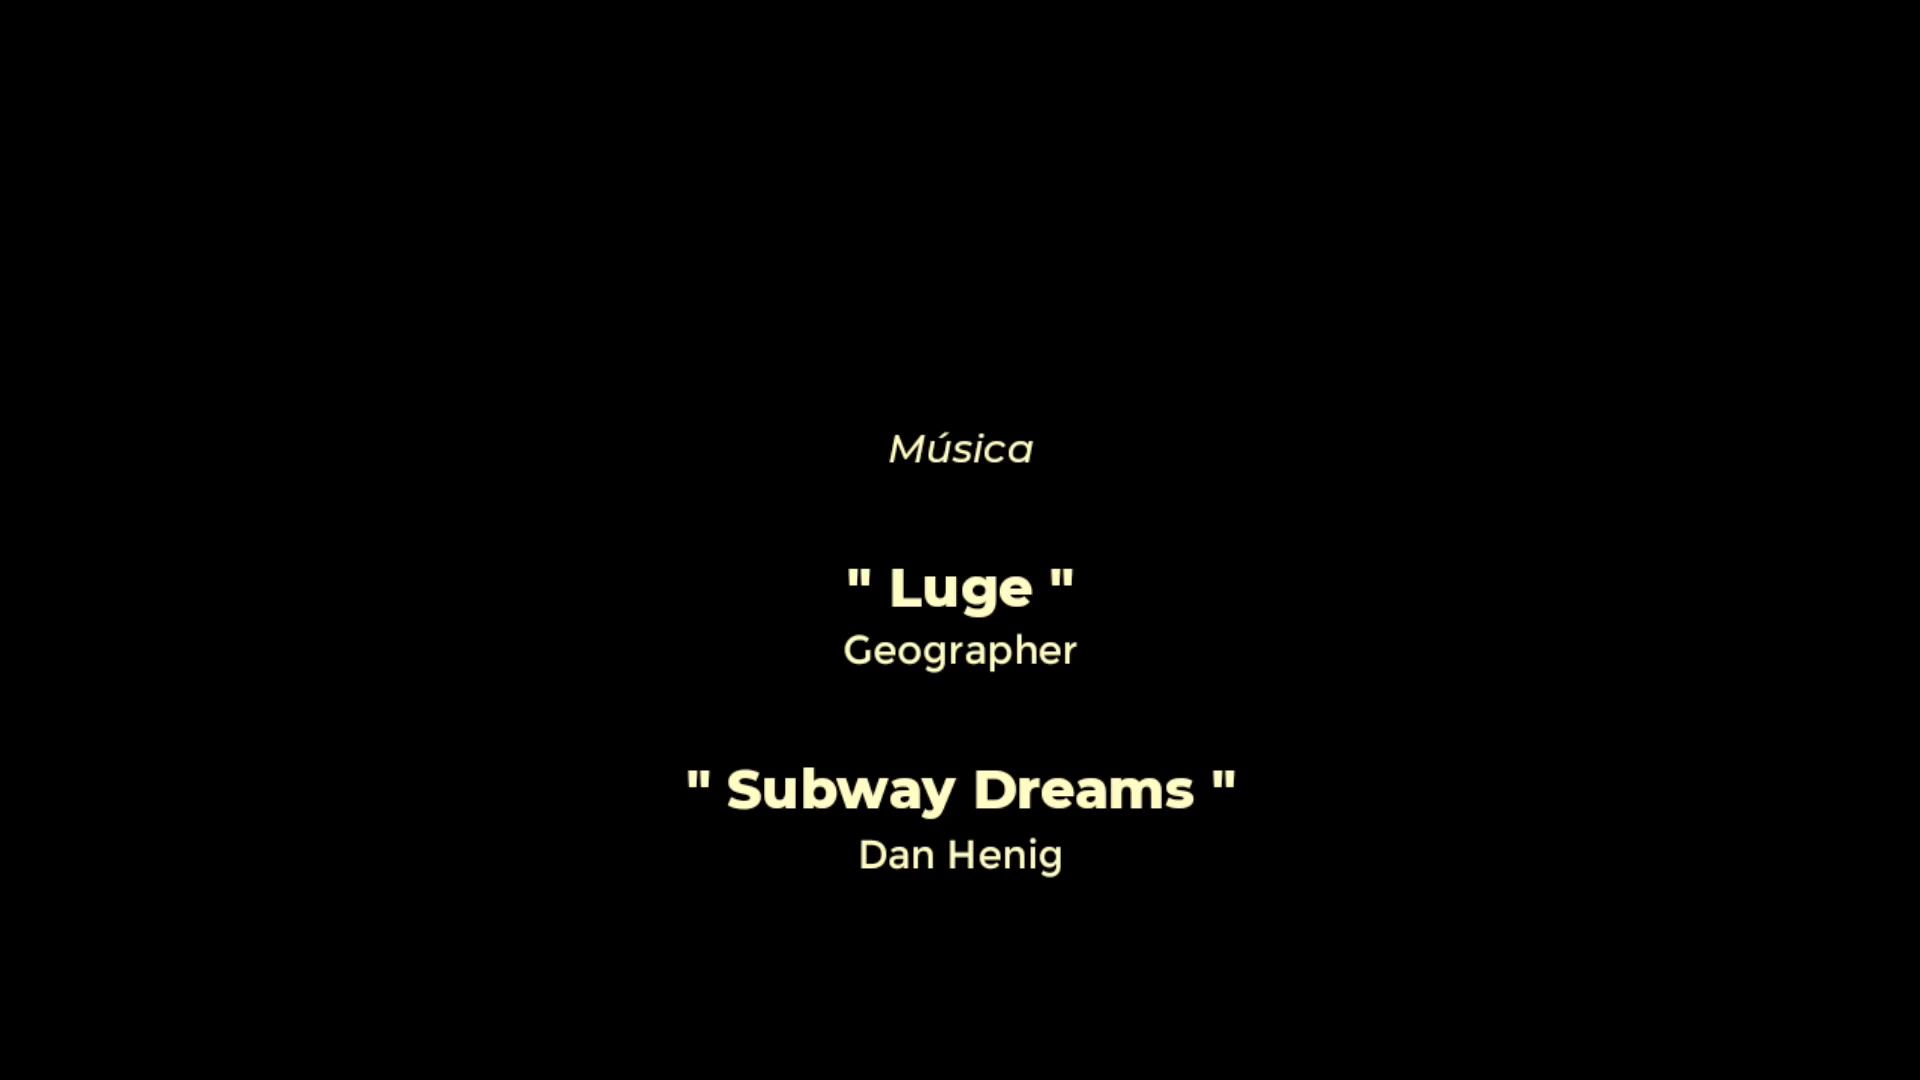 Música
" Luge "
Geographer
" Subway Dreams "
Dan Henig